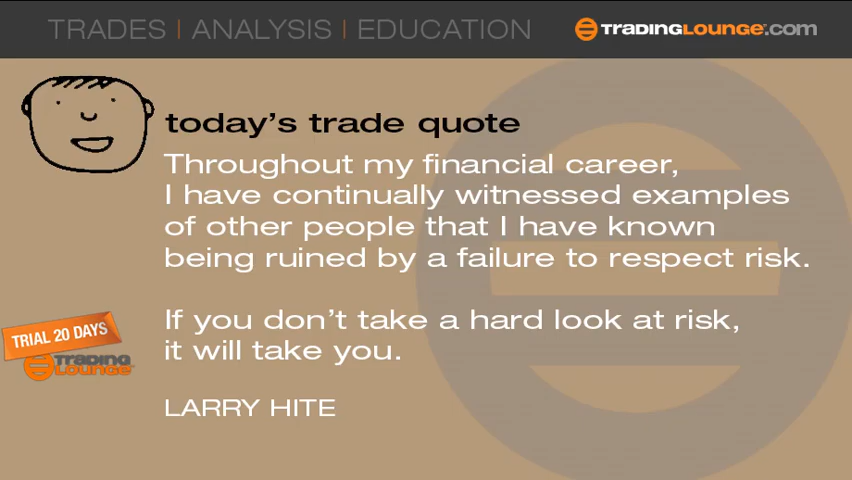 TRADES | ANALYSIS | EDUCATION
TRADINGLOUNGE™.com
today's trade quote
Throughout my financial career,
I have continually witnessed examples
of other people that I have known
being ruined by a failure to respect risk.
If you don't take a hard look at risk,
it will take you.
LARRY HITE
TRIAL 20 DAYS
TRADING
LOUNGE™